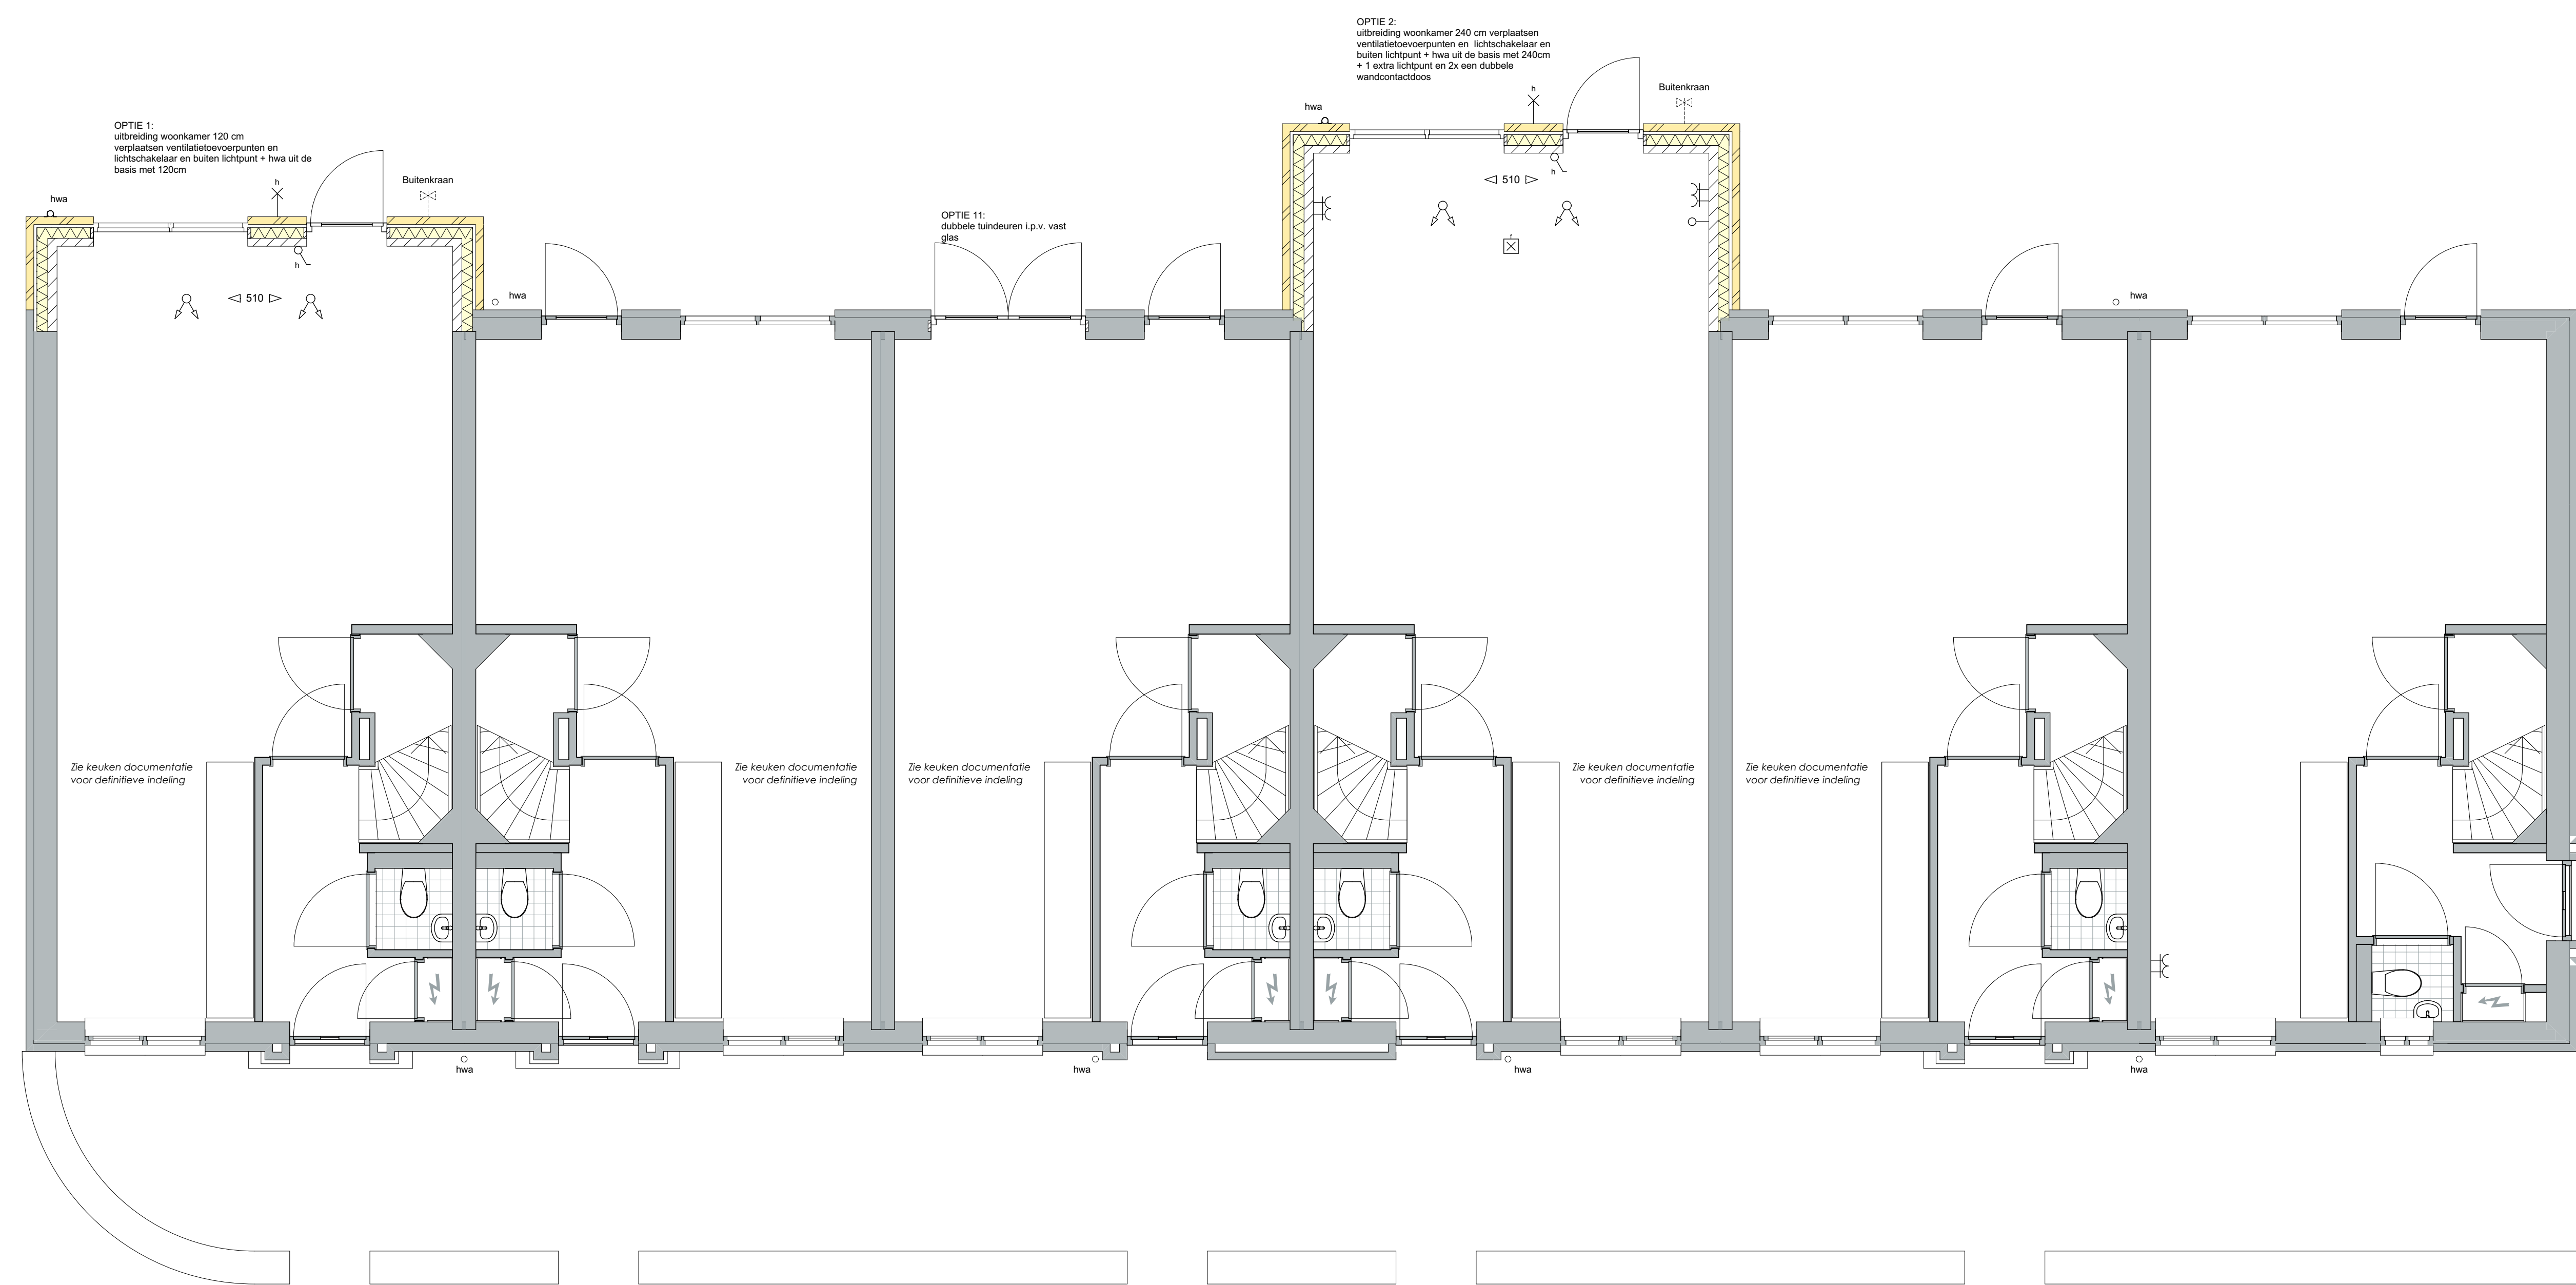 OPTIE 2:
uitbreiding woonkamer 240 cm verplaatsen
ventilatietoevoerpunten en lichtschakelaar en
buiten lichtpunt + hwa uit de basis met 240cm
+ 1 extra lichtpunt en 2x een dubbele
wandcontactdoos
h
Buitenkraan
hwa
OPTIE 1:
uitbreiding woonkamer 120 cm
verplaatsen ventilatietoevoerpunten en
lichtschakelaar en buiten lichtpunt + hwa uit de
basis met 120cm
h
Buitenkraan
hwa
h
510
OPTIE 11:
dubbele tuindeuren i.p.v. vast
glas
r
h
510
hwa
hwa
Zie keuken documentatie
voor definitieve indeling
Zie keuken documentatie
voor definitieve indeling
Zie keuken documentatie
voor definitieve indeling
Zie keuken documentatie
voor definitieve indeling
Zie keuken documentatie
voor definitieve indeling
hwa
hwa
hwa
hwa